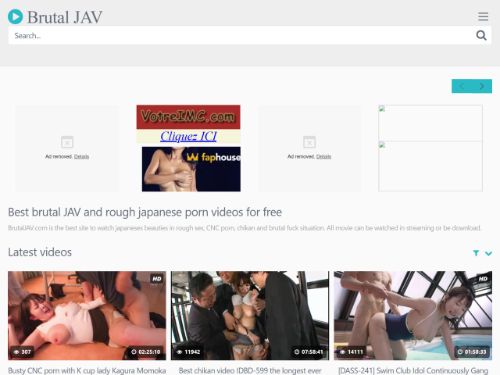 Brutal JAV
Search...
VotreIMC.com
Cliquez ICI
faphouse
Ad removed. Details
Ad removed. Details
Best brutal JAV and rough japanese porn videos for free
BrutalJAV.com is the best site to watch japaneses beauties in rough sex, CNC porn, chikan and brutal fuck situation. All movie can be watched in streaming or be download.
Latest videos
HD
HD
307
02:25:10
11942
07:58:41
14111
01:58:33
Busty CNC porn with K cup lady Kagura Momoka
Best chikan video (DBD-599 the longest ever
[DASS-241] Swim Club Idol Continuously Gang